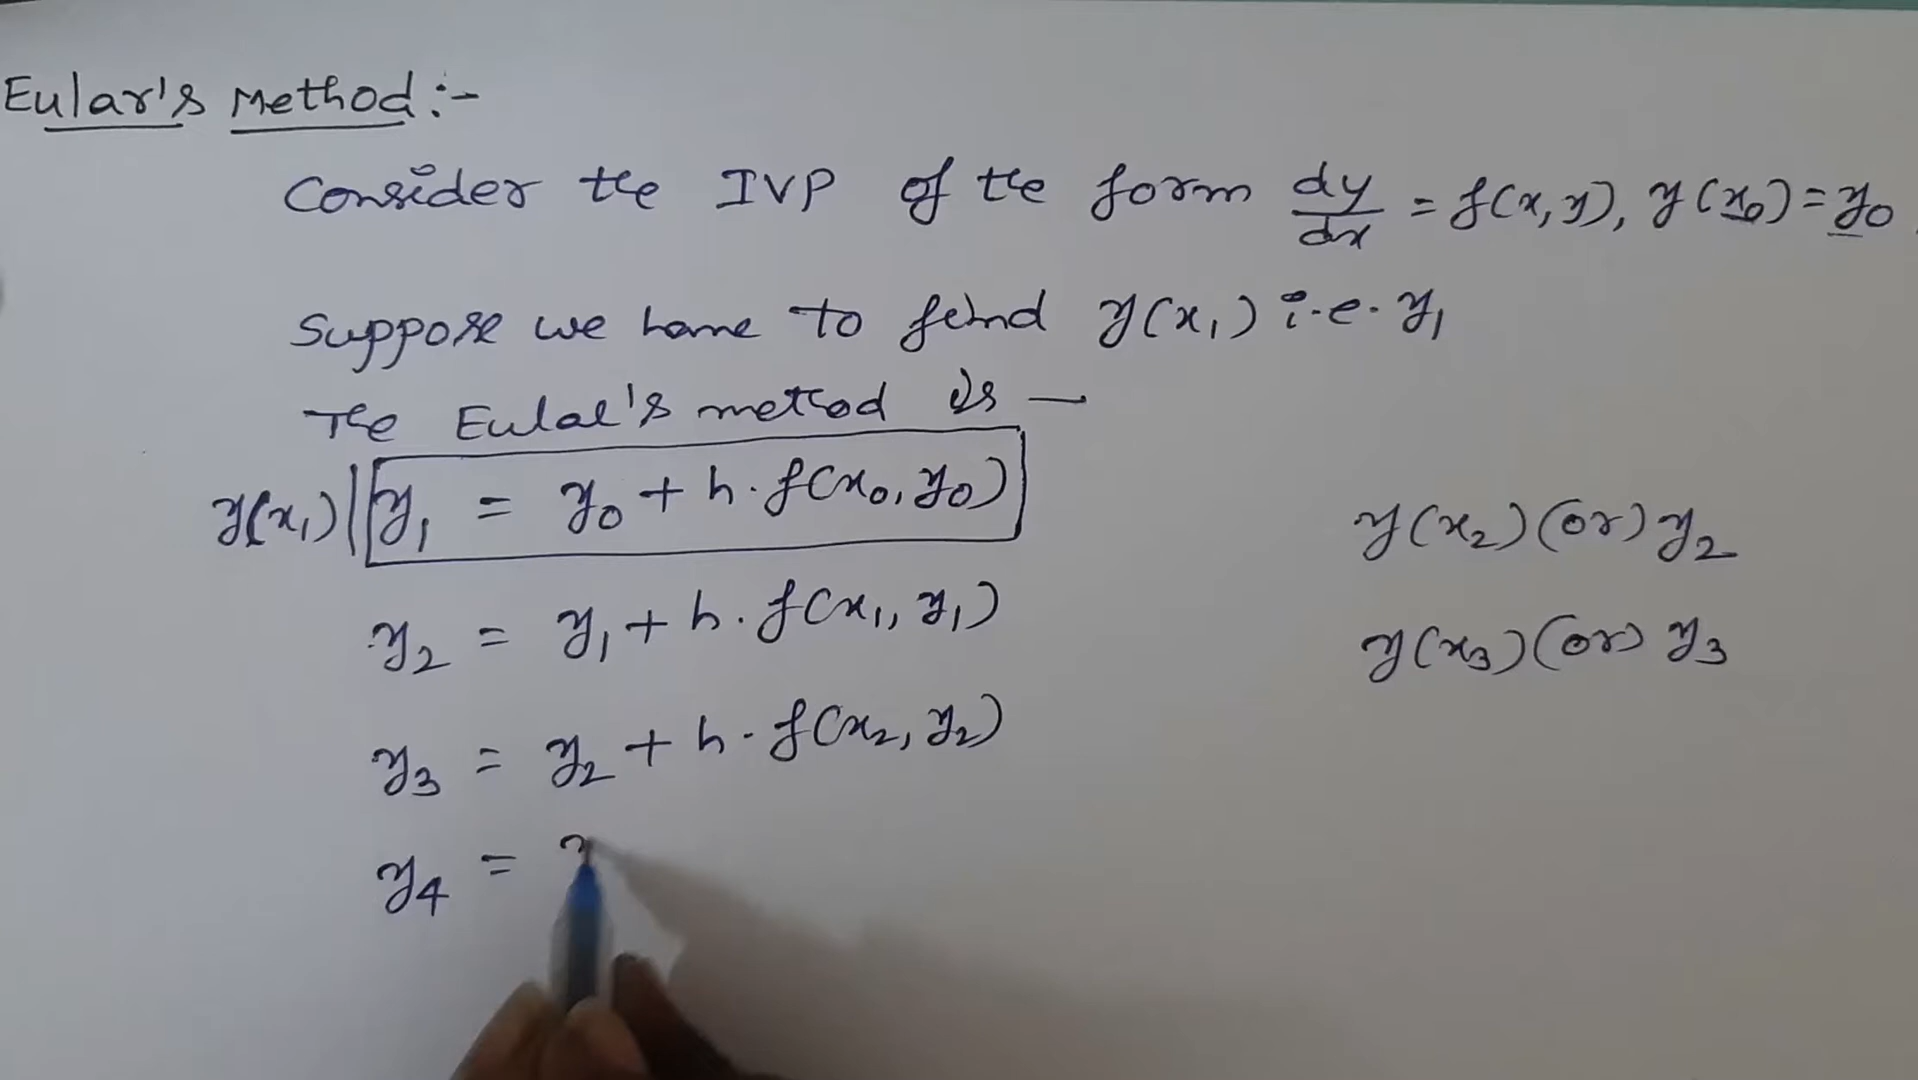 Eular's Method:-
Consider the IVP of the form dy/dx = f(x,y), y(x₀)=y₀.
Suppose we have to find y(x₁) i.e. y₁
The Eular's method is —
y(x₁) | y₁ = y₀ + h·f(x₀,y₀)
y₂ = y₁ + h·f(x₁,y₁)
y₃ = y₂ + h·f(x₂,y₂)
y₄ =
y(x₂) (or) y₂
y(x₃) (or) y₃